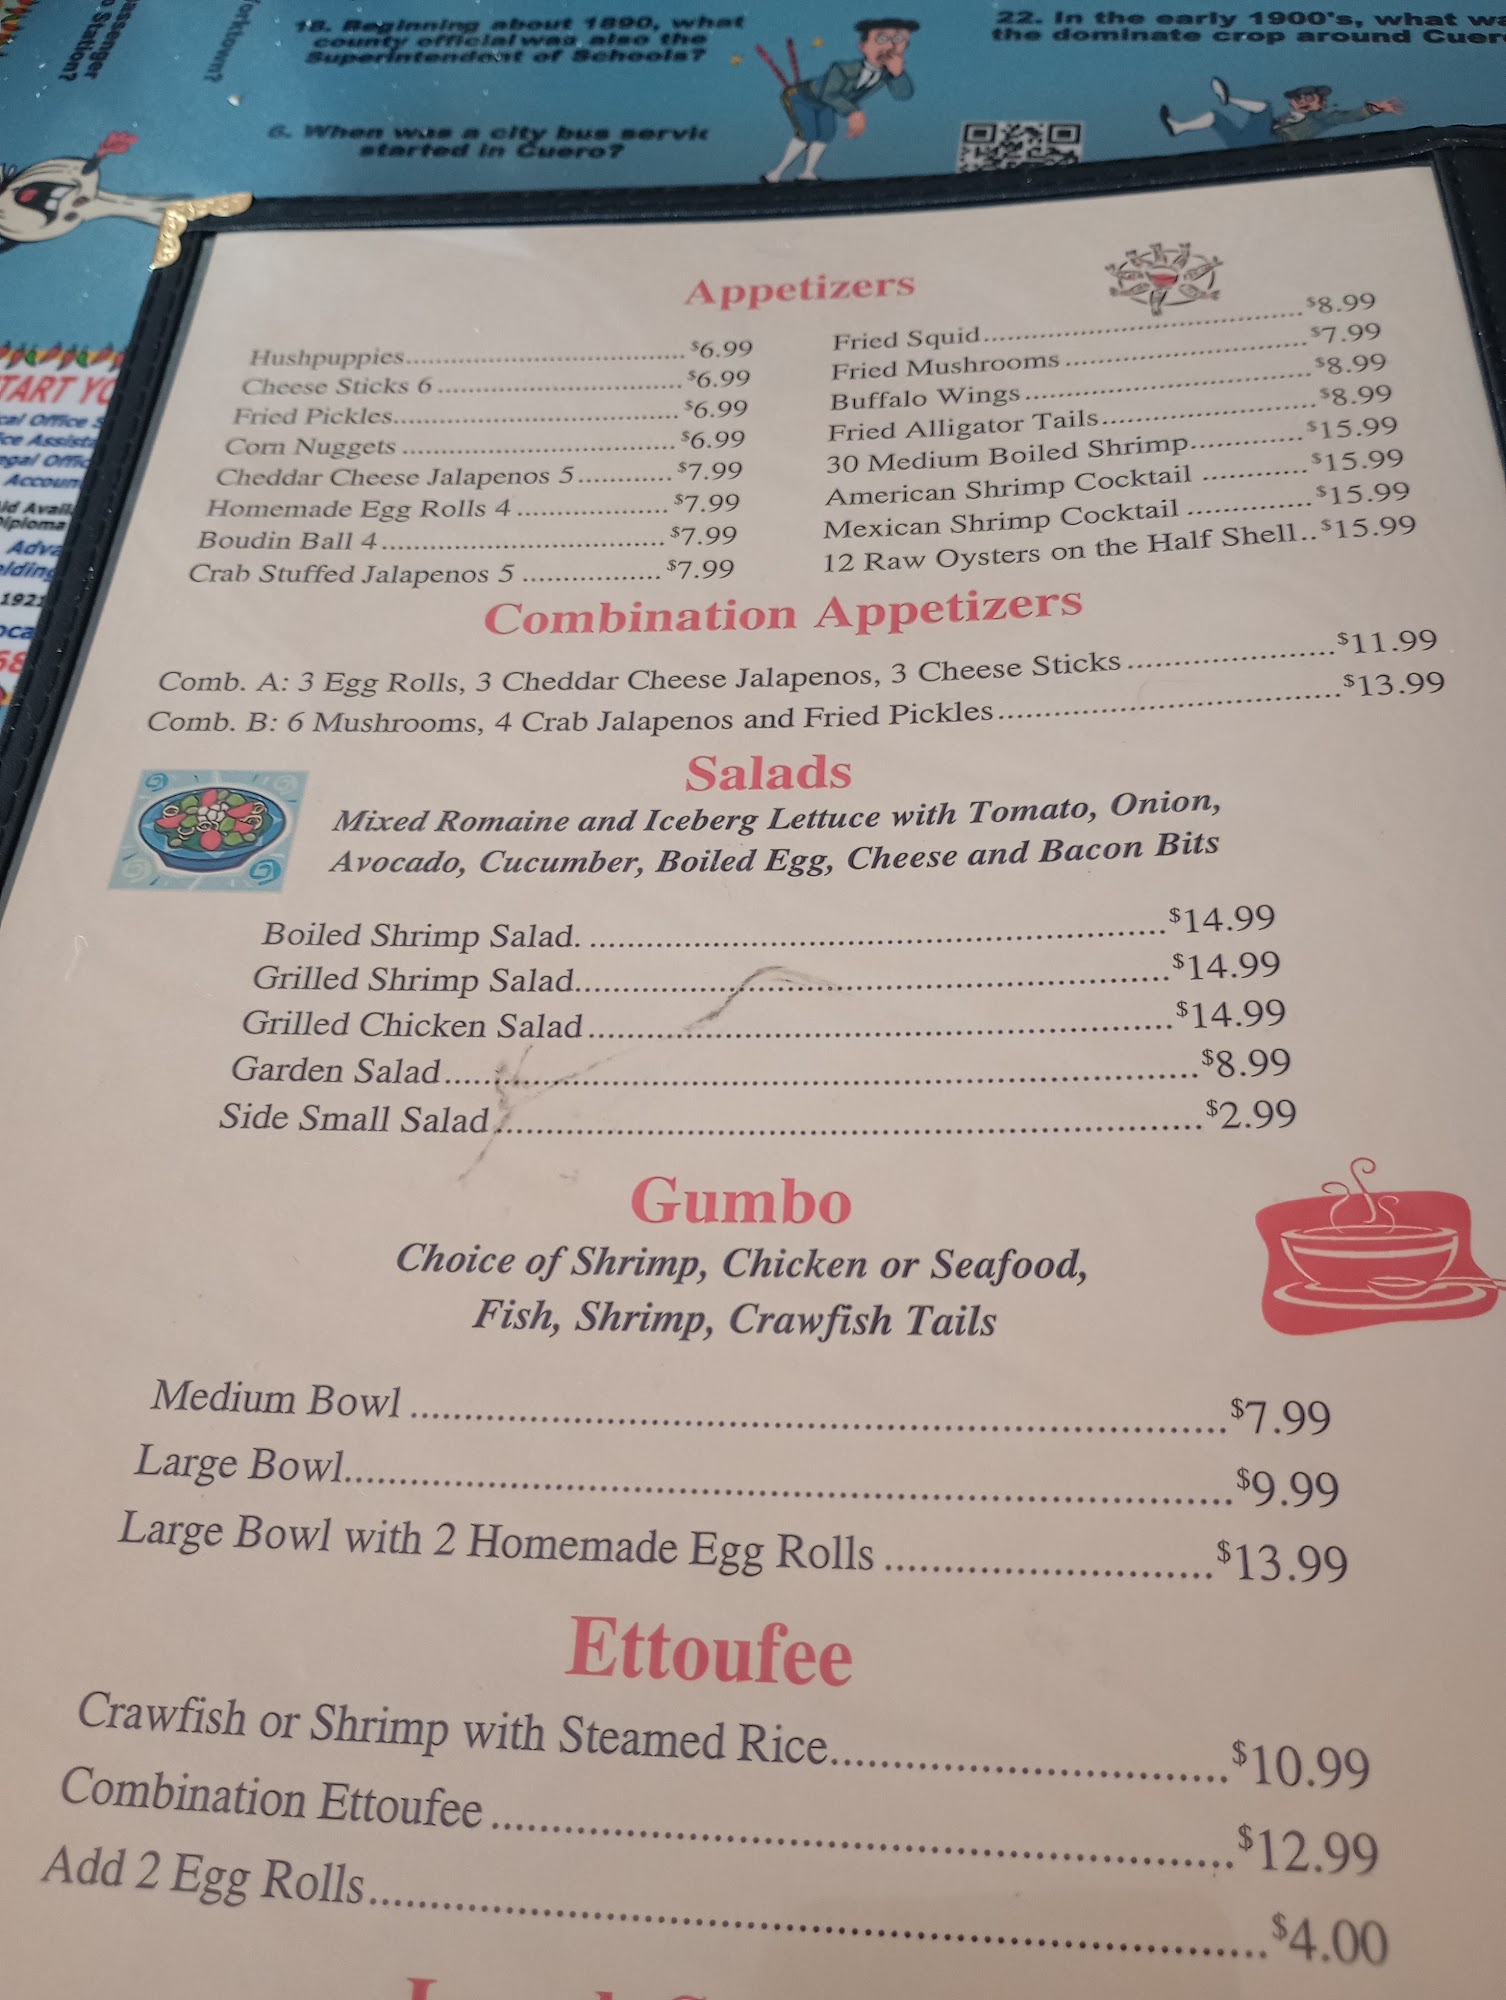 18. Beginning about 1890, what
county official was also the
Superintendent of Schools?
22. In the early 1900's, what
the dominate crop around
6. When was a city bus
started in Cuero?
Station?
START
1921
Appetizers
Hushpuppies $6.99
Cheese Sticks 6 $6.99
Fried Pickles $6.99
Corn Nuggets $6.99
Cheddar Cheese Jalapenos 5 $7.99
Homemade Egg Rolls 4 $7.99
Boudin Ball 4 $7.99
Crab Stuffed Jalapenos 5 $7.99
Fried Squid $8.99
Fried Mushrooms $7.99
Buffalo Wings $8.99
Fried Alligator Tails $8.99
30 Medium Boiled Shrimp $15.99
American Shrimp Cocktail $15.99
Mexican Shrimp Cocktail $15.99
12 Raw Oysters on the Half Shell $15.99
Combination Appetizers
Comb. A: 3 Egg Rolls, 3 Cheddar Cheese Jalapenos, 3 Cheese Sticks $11.99
Comb. B: 6 Mushrooms, 4 Crab Jalapenos and Fried Pickles $13.99
Salads
Mixed Romaine and Iceberg Lettuce with Tomato, Onion,
Avocado, Cucumber, Boiled Egg, Cheese and Bacon Bits
Boiled Shrimp Salad. $14.99
Grilled Shrimp Salad $14.99
Grilled Chicken Salad $14.99
Garden Salad $8.99
Side Small Salad $2.99
Gumbo
Choice of Shrimp, Chicken or Seafood,
Fish, Shrimp, Crawfish Tails
Medium Bowl $7.99
Large Bowl $9.99
Large Bowl with 2 Homemade Egg Rolls $13.99
Ettoufee
Crawfish or Shrimp with Steamed Rice $10.99
Combination Ettoufee $12.99
Add 2 Egg Rolls $4.00